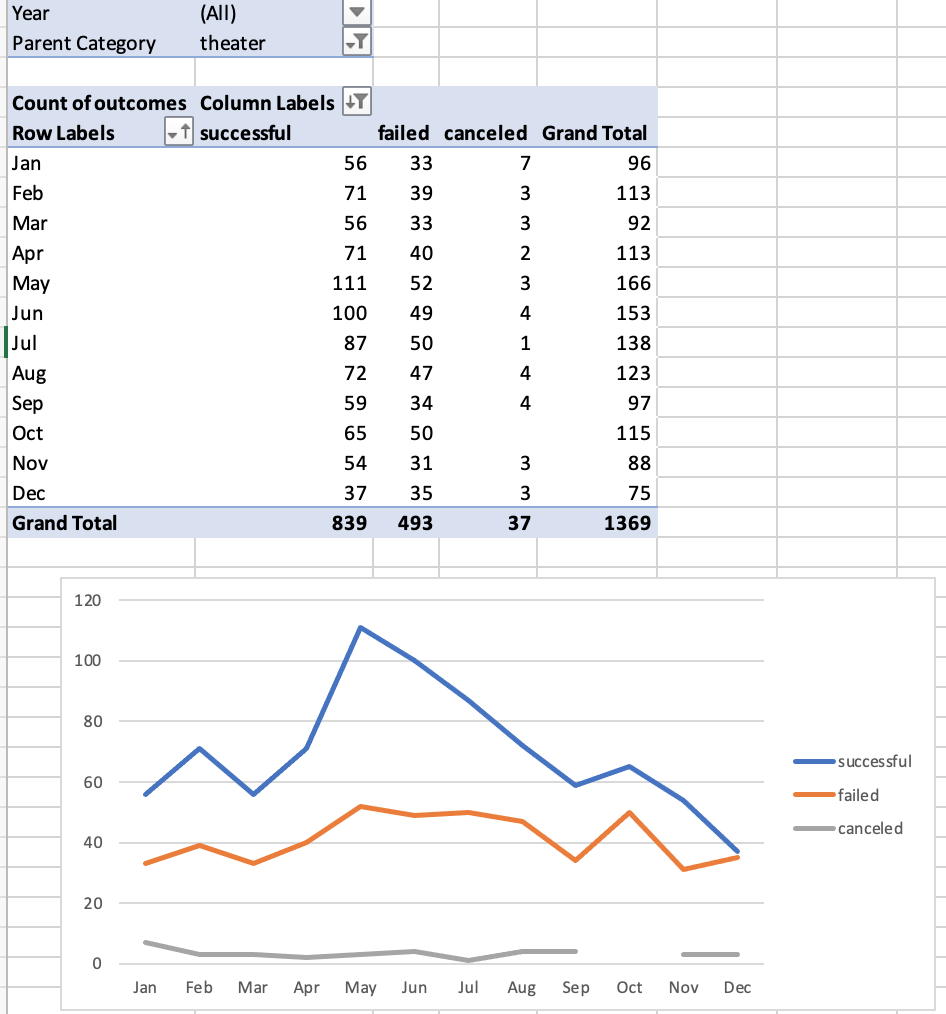 Year (All)
Parent Category theater
Count of outcomes Column Labels
Row Labels successful failed canceled Grand Total
Jan 56 33 7 96
Feb 71 39 3 113
Mar 56 33 3 92
Apr 71 40 2 113
May 111 52 3 166
Jun 100 49 4 153
Jul 87 50 1 138
Aug 72 47 4 123
Sep 59 34 4 97
Oct 65 50 115
Nov 54 31 3 88
Dec 37 35 3 75
Grand Total 839 493 37 1369
120
100
80
60
40
20
0
Jan Feb Mar Apr May Jun Jul Aug Sep Oct Nov Dec
successful
failed
canceled